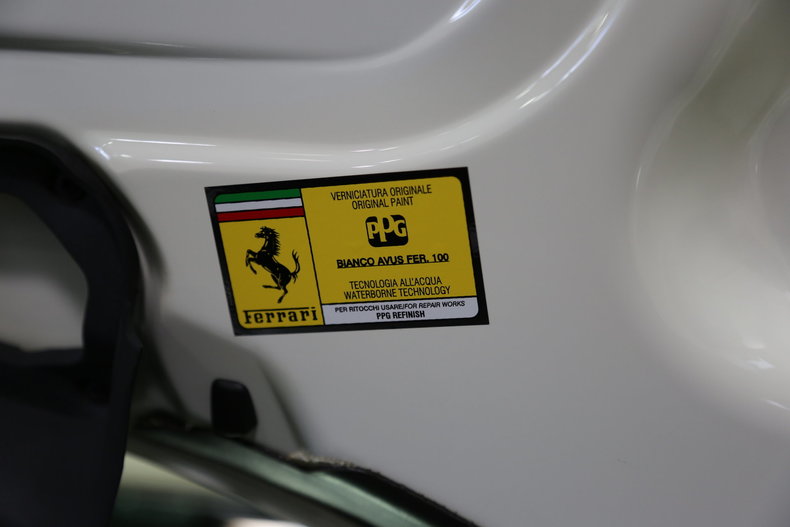 VERNICIATURA ORIGINALE
ORIGINAL PAINT
PPG
BIANCO AVUS FER. 100
TECNOLOGIA ALL'ACQUA
WATERBORNE TECHNOLOGY
PER RITOCCHI USARE/FOR REPAIR WORKS
PPG REFINISH
Ferrari